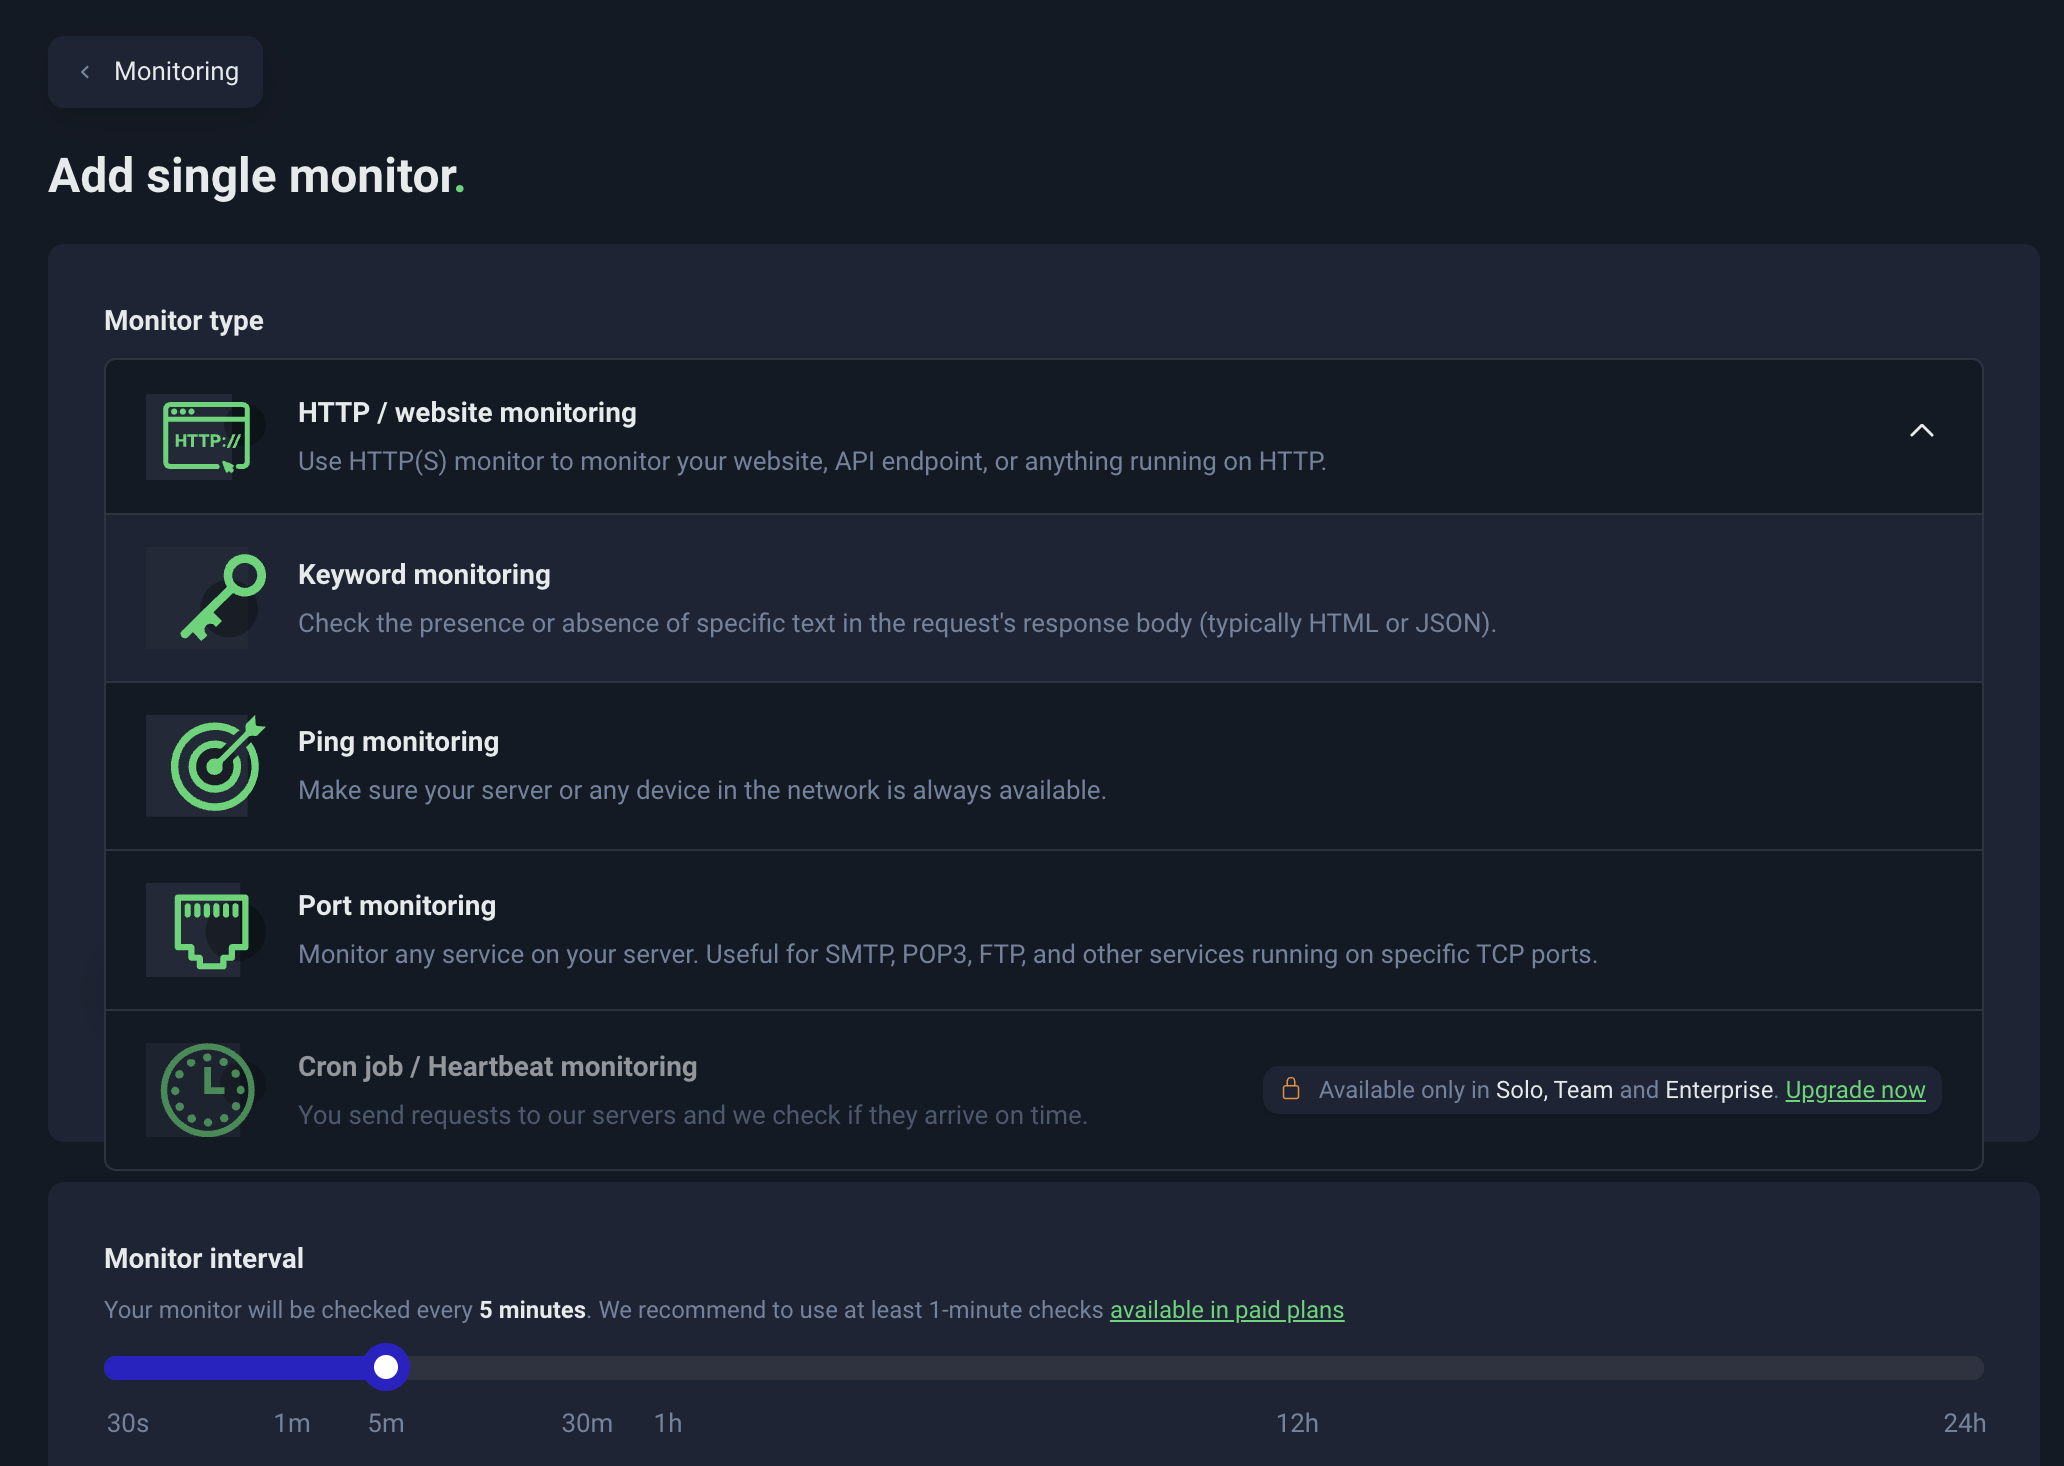 Monitoring
Add single monitor.
Monitor type
HTTP://
HTTP / website monitoring
Use HTTP(S) monitor to monitor your website, API endpoint, or anything running on HTTP.
Keyword monitoring
Check the presence or absence of specific text in the request's response body (typically HTML or JSON).
Ping monitoring
Make sure your server or any device in the network is always available.
Port monitoring
Monitor any service on your server. Useful for SMTP, POP3, FTP, and other services running on specific TCP ports.
Cron job / Heartbeat monitoring
You send requests to our servers and we check if they arrive on time.
Available only in Solo, Team and Enterprise. Upgrade now
Monitor interval
Your monitor will be checked every 5 minutes. We recommend to use at least 1-minute checks available in paid plans
30s 1m 5m 30m 1h 12h 24h